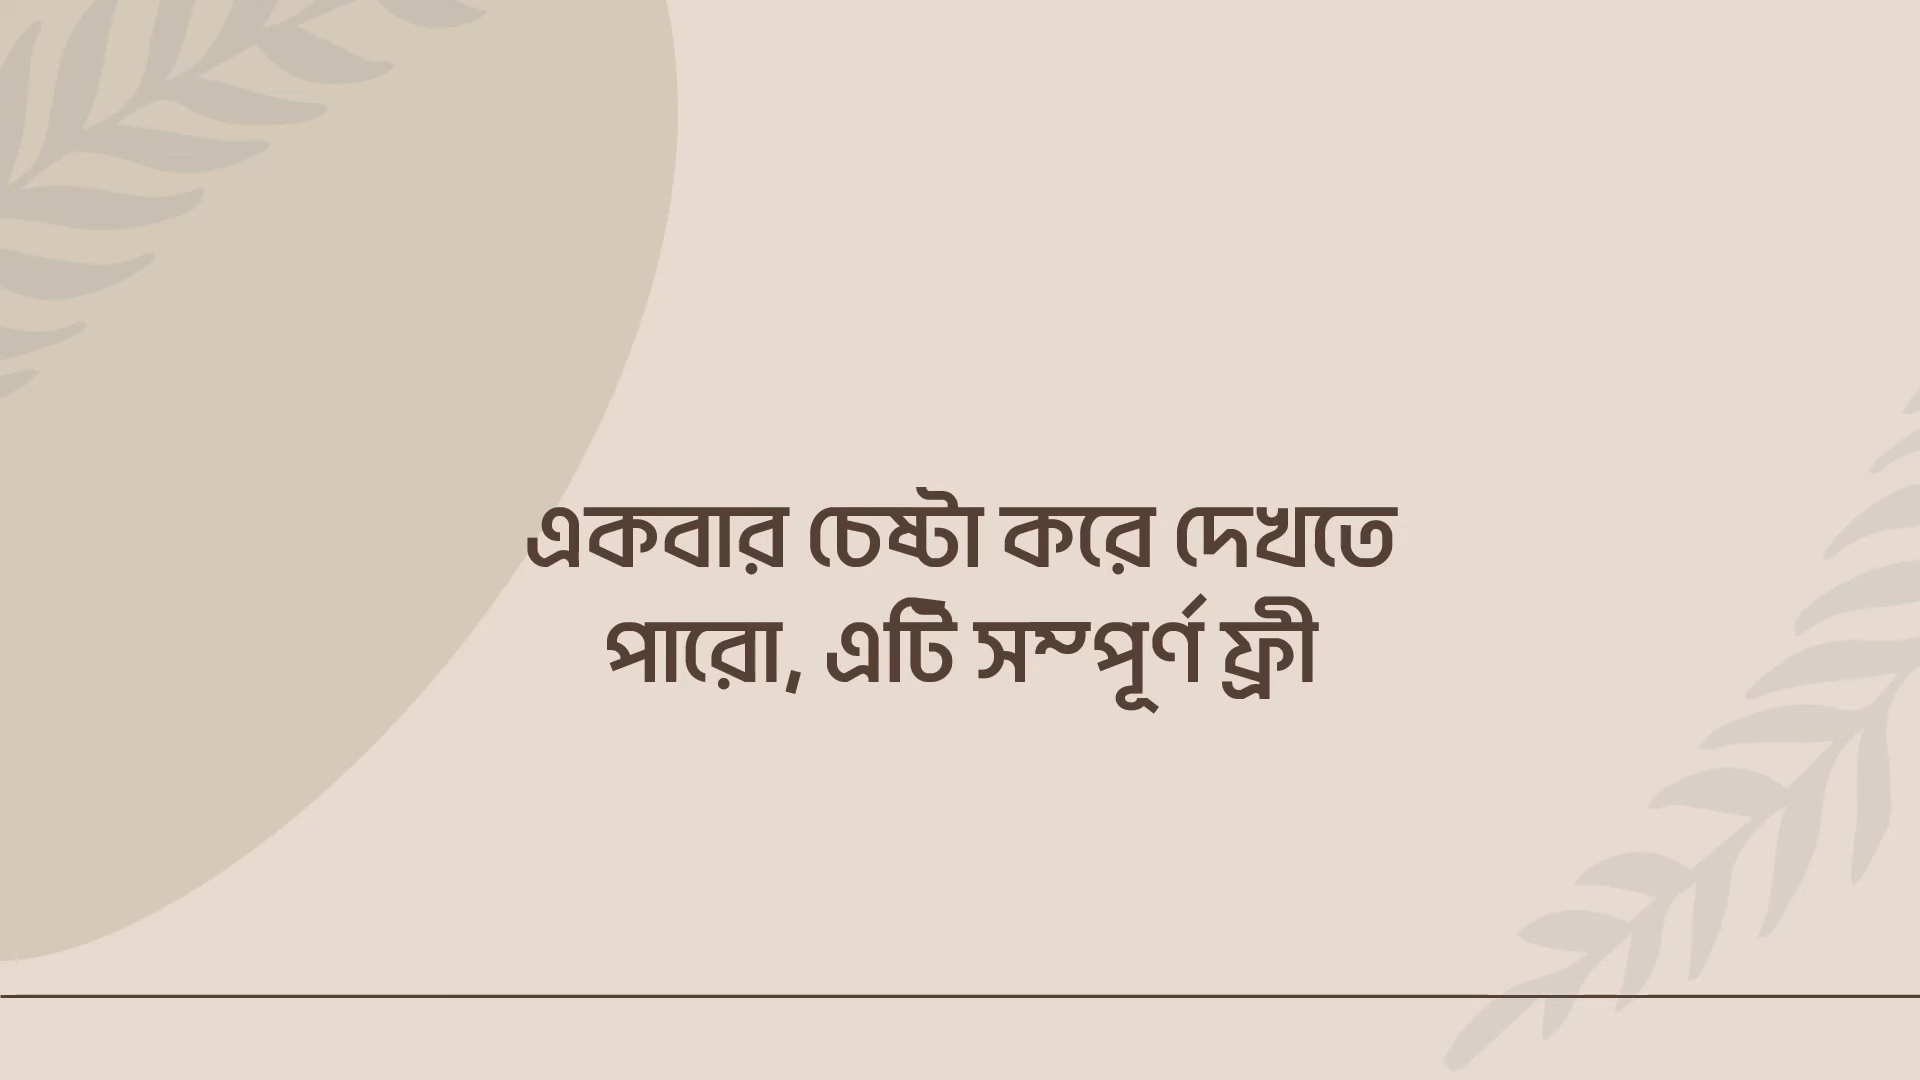 একবার চেষ্টা করে দেখতে
পারো, এটি সম্পূর্ণ ফ্রী